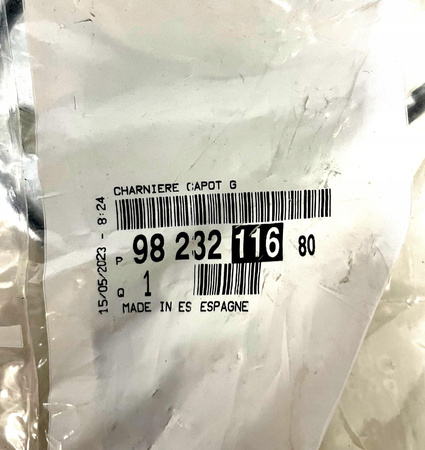 CHARNIERE CAPOT G
P 98 232 116 80
Q 1
MADE IN ES ESPAGNE
15/05/2023 - 8:24